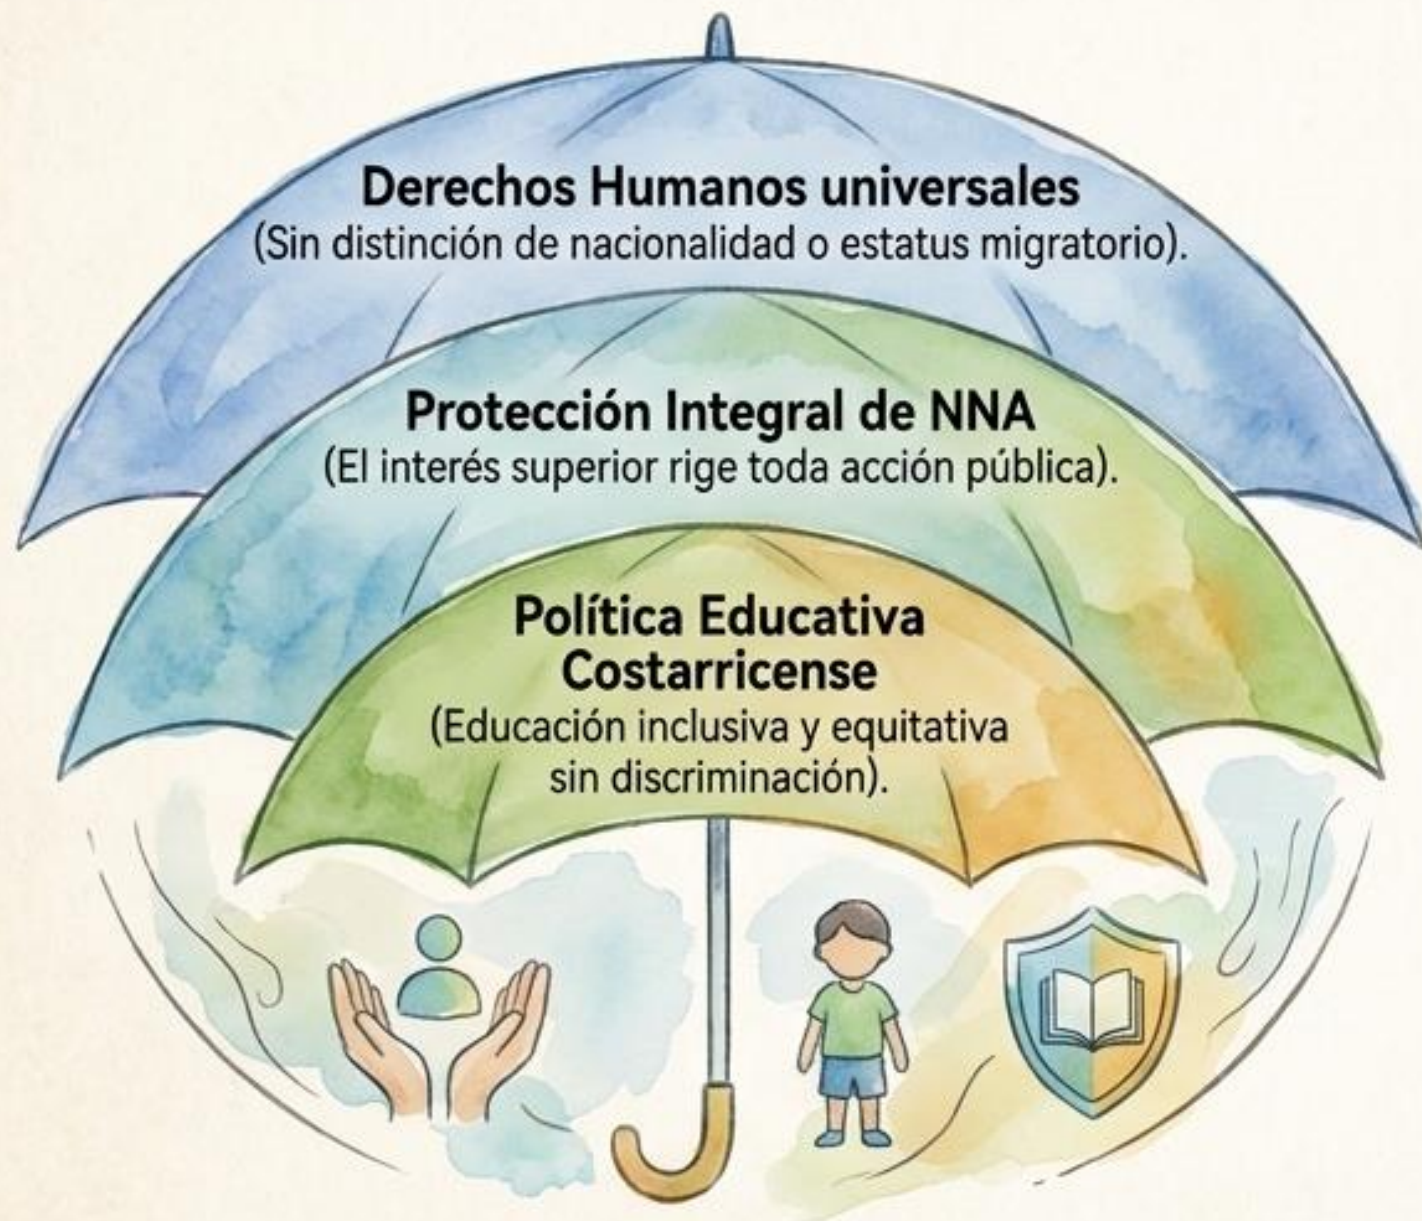 Derechos Humanos universales
(Sin distinción de nacionalidad o estatus migratorio).
Protección Integral de NNA
(El interés superior rige toda acción pública).
Política Educativa
Costarricense
(Educación inclusiva y equitativa
sin discriminación).